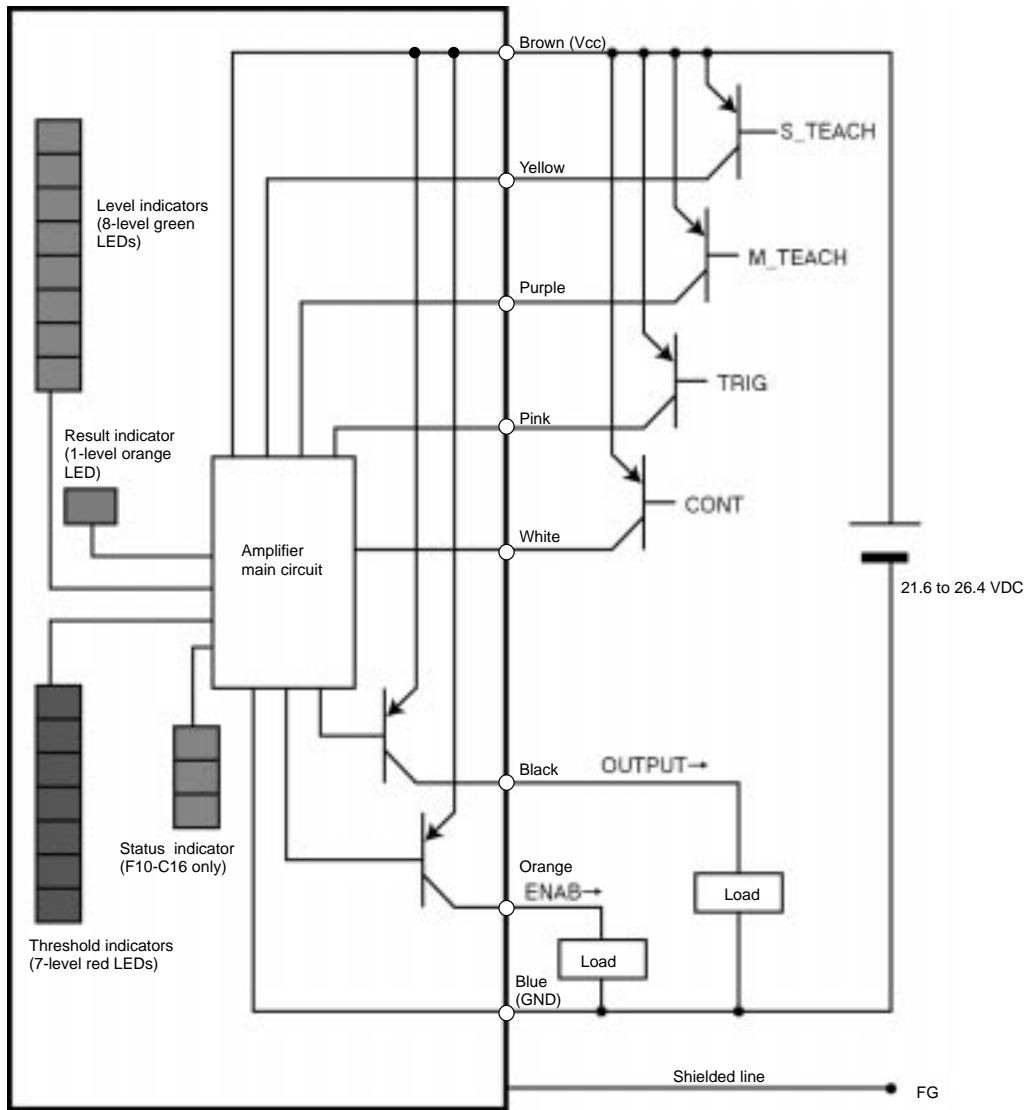 Brown (Vcc)
S_TEACH
Yellow
Level indicators
(8-level green
LEDs)
M_TEACH
Purple
TRIG
Pink
Result indicator
(1-level orange
LED)
CONT
White
Amplifier
main circuit
21.6 to 26.4 VDC
Black
OUTPUT→
Status indicator
(F10-C16 only)
Orange
ENAB→
Load
Threshold indicators
(7-level red LEDs)
Load
Blue
(GND)
Shielded line
FG